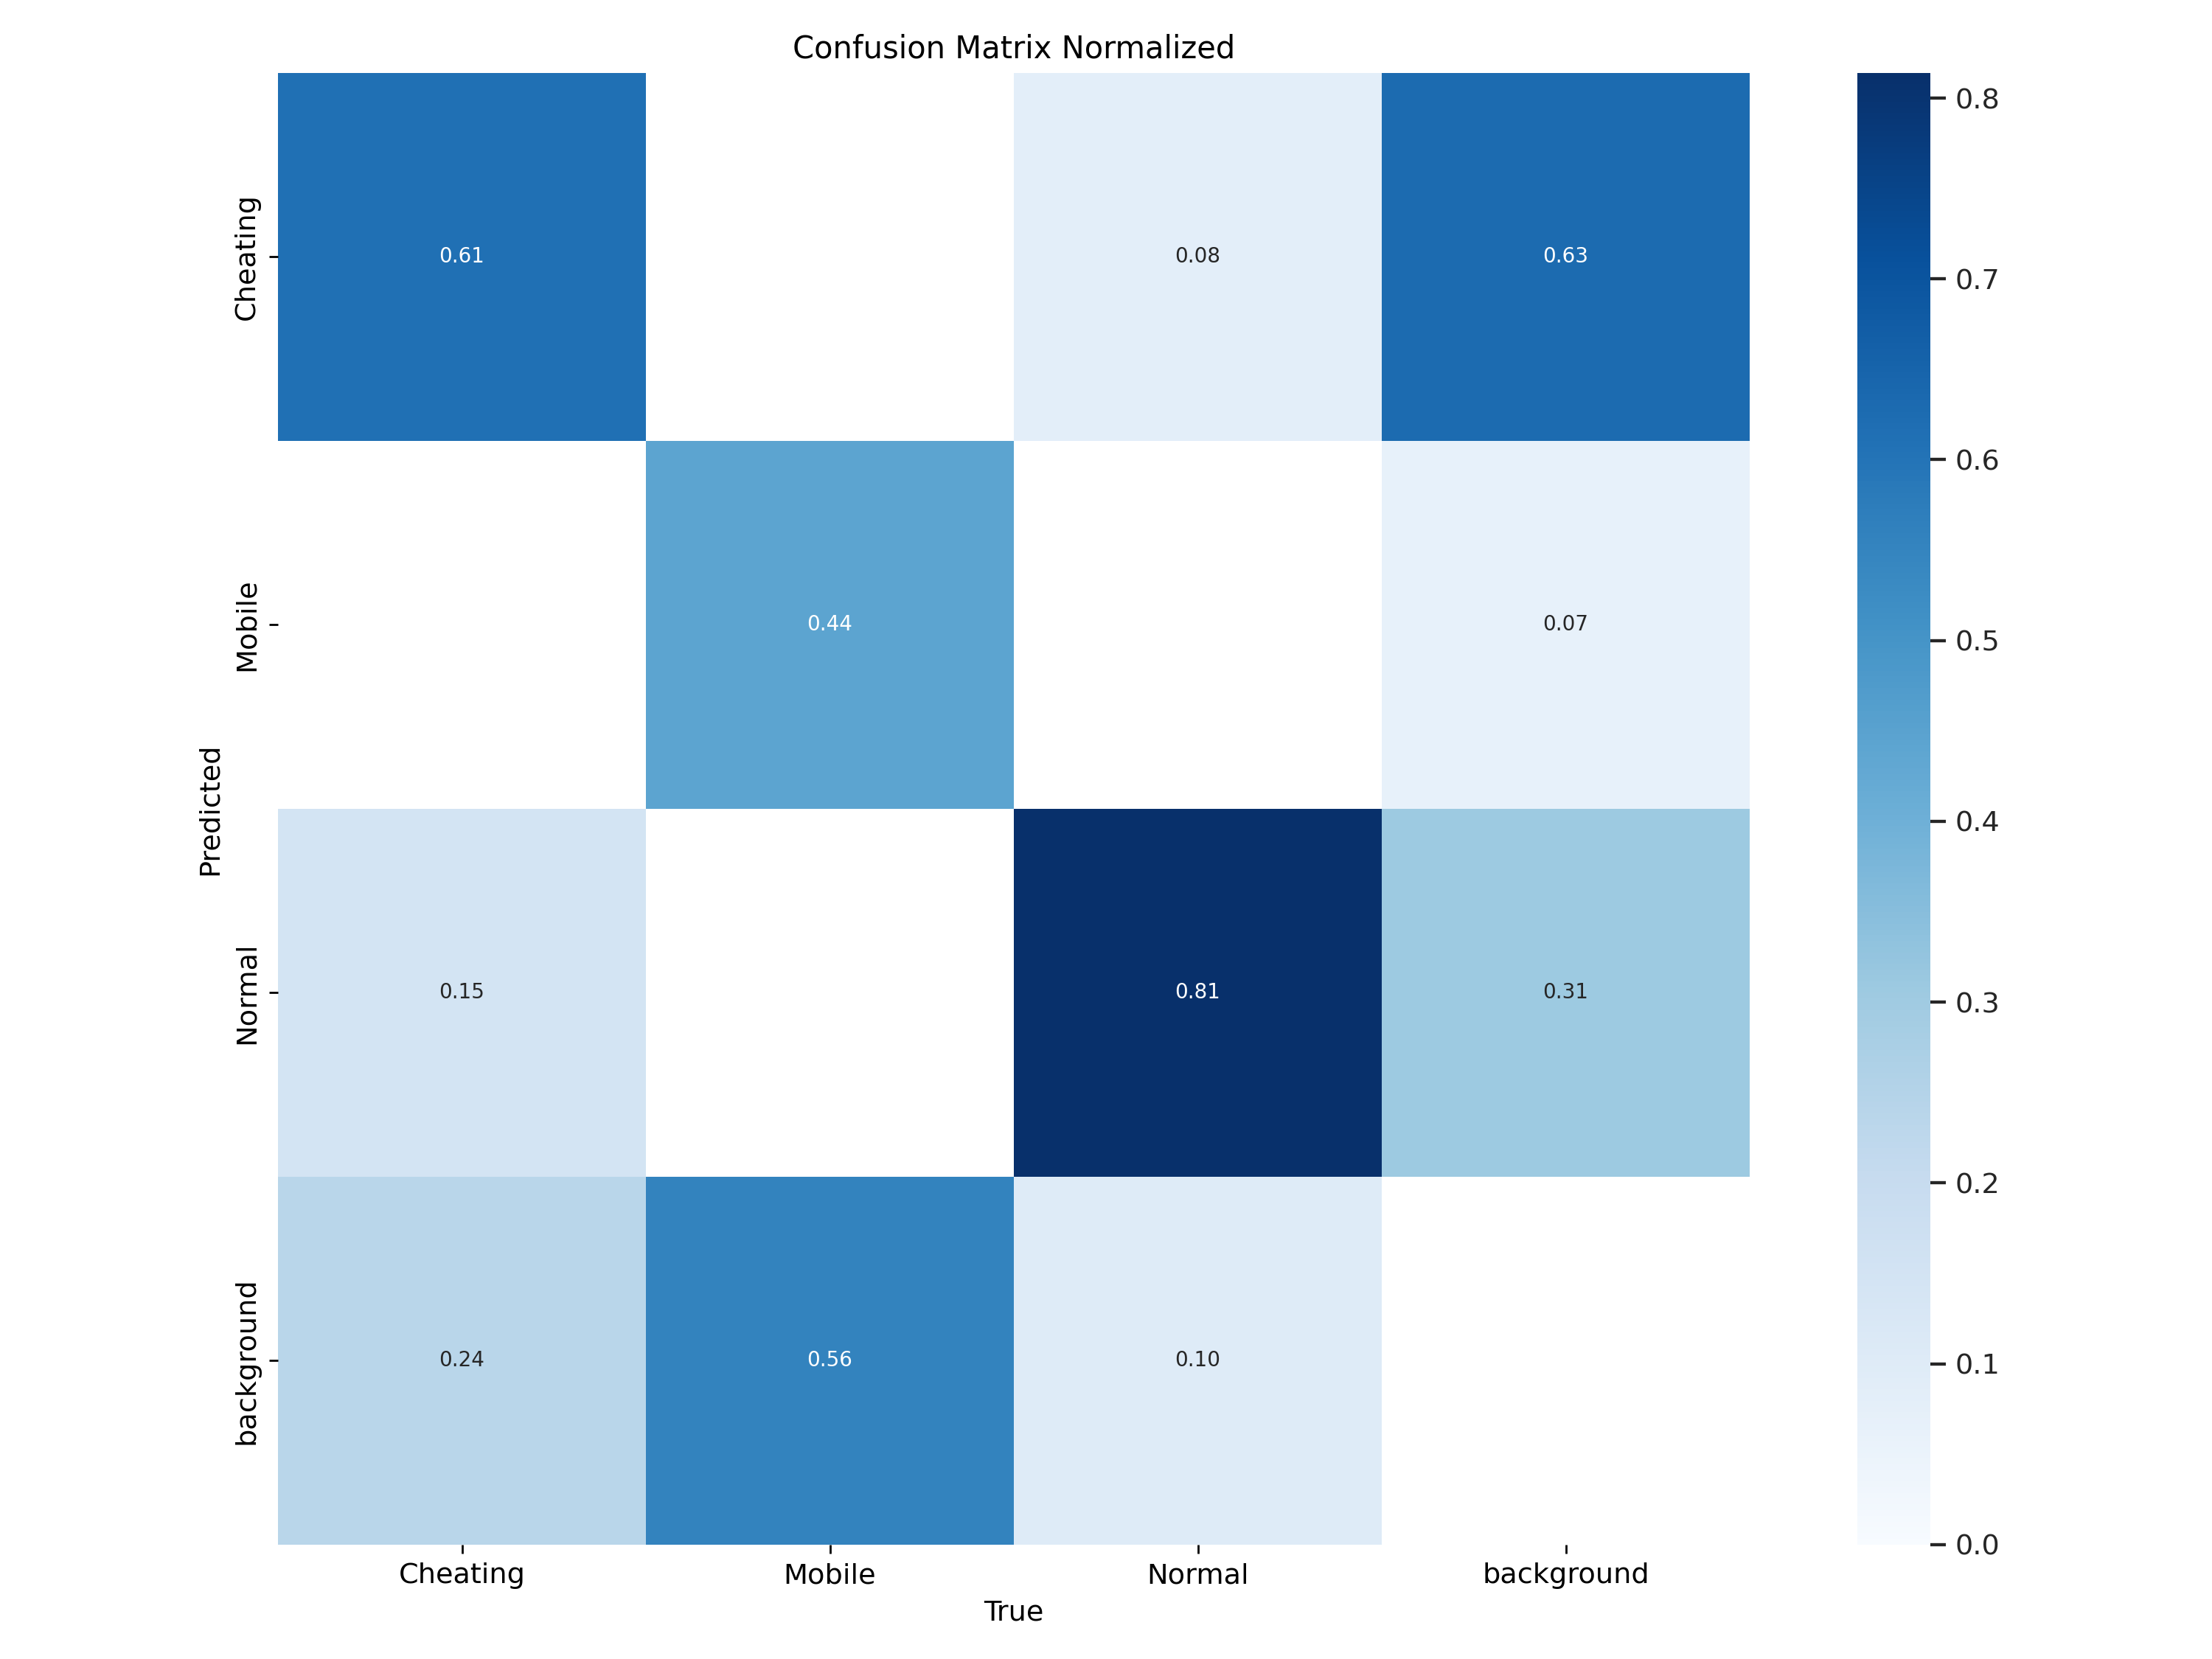 Confusion Matrix Normalized
Cheating
0.61
0.08
0.63
Mobile
0.44
0.07
Normal
0.15
0.81
0.31
background
0.24
0.56
0.10
Predicted
Cheating
Mobile
Normal
background
True
0.8
0.7
0.6
0.5
0.4
0.3
0.2
0.1
0.0